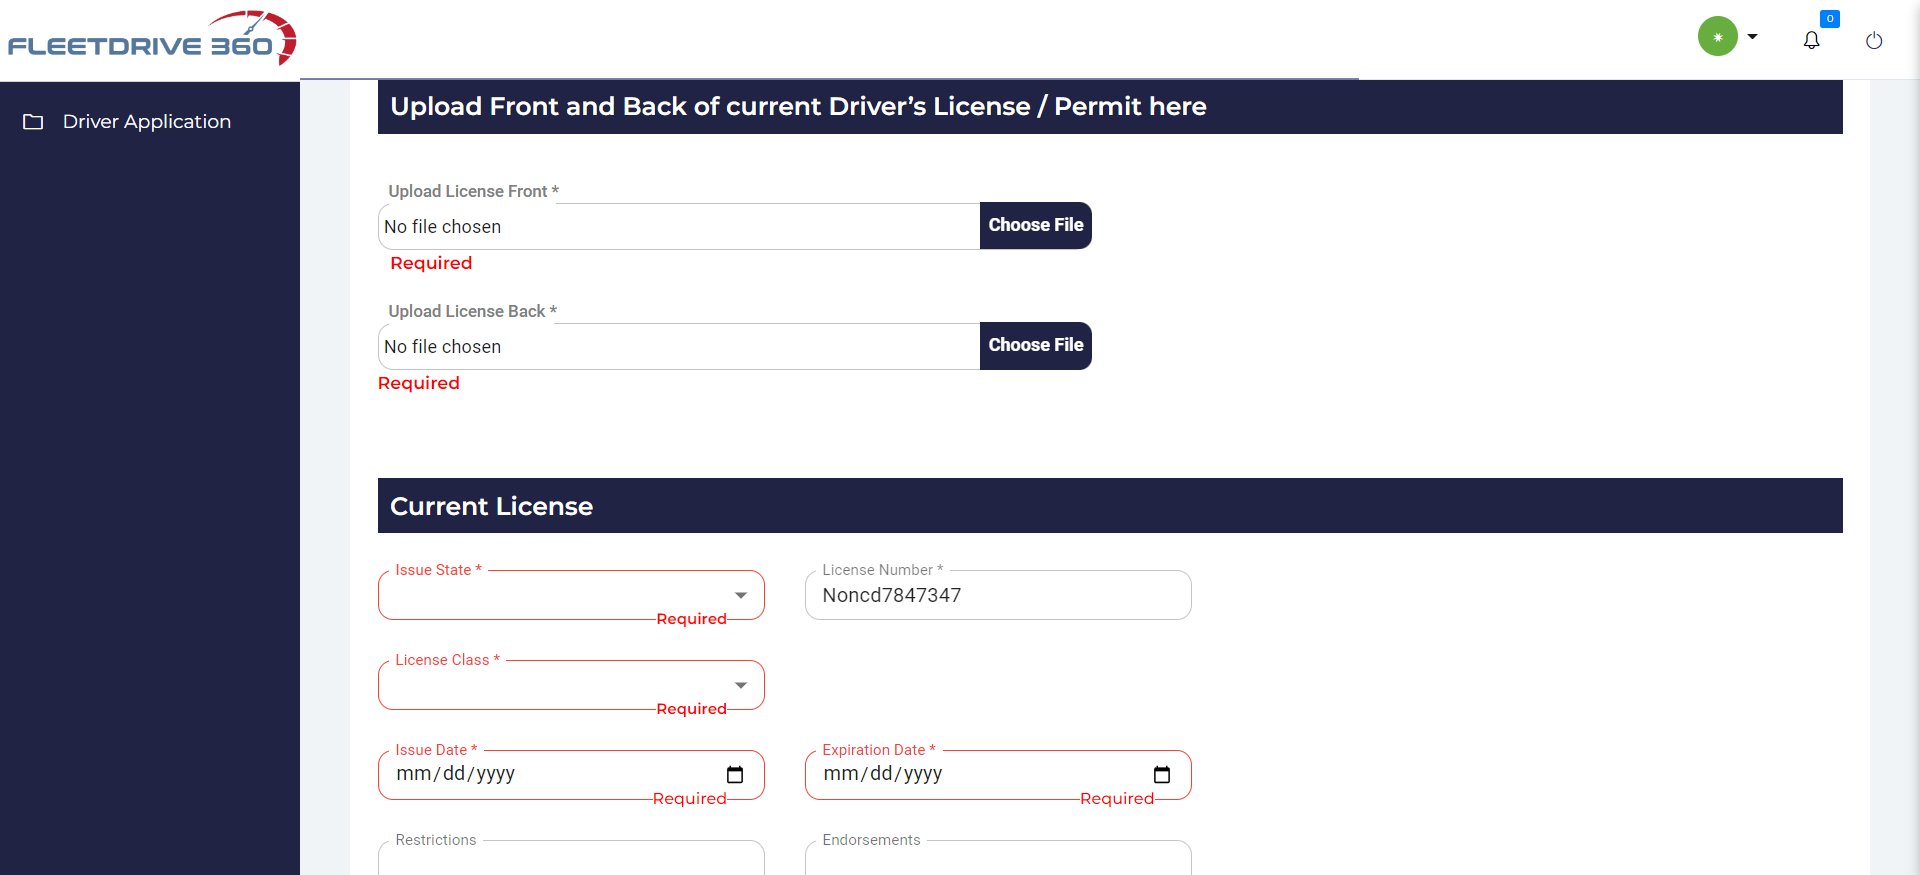 FLEETDRIVE 360
0
Driver Application
Upload Front and Back of current Driver’s License / Permit here
Upload License Front *
No file chosen
Choose File
Required
Upload License Back *
No file chosen
Choose File
Required
Current License
Issue State *
Required
License Number *
Noncd7847347
License Class *
Required
Issue Date *
mm/dd/yyyy
Required
Expiration Date *
mm/dd/yyyy
Required
Restrictions
Endorsements